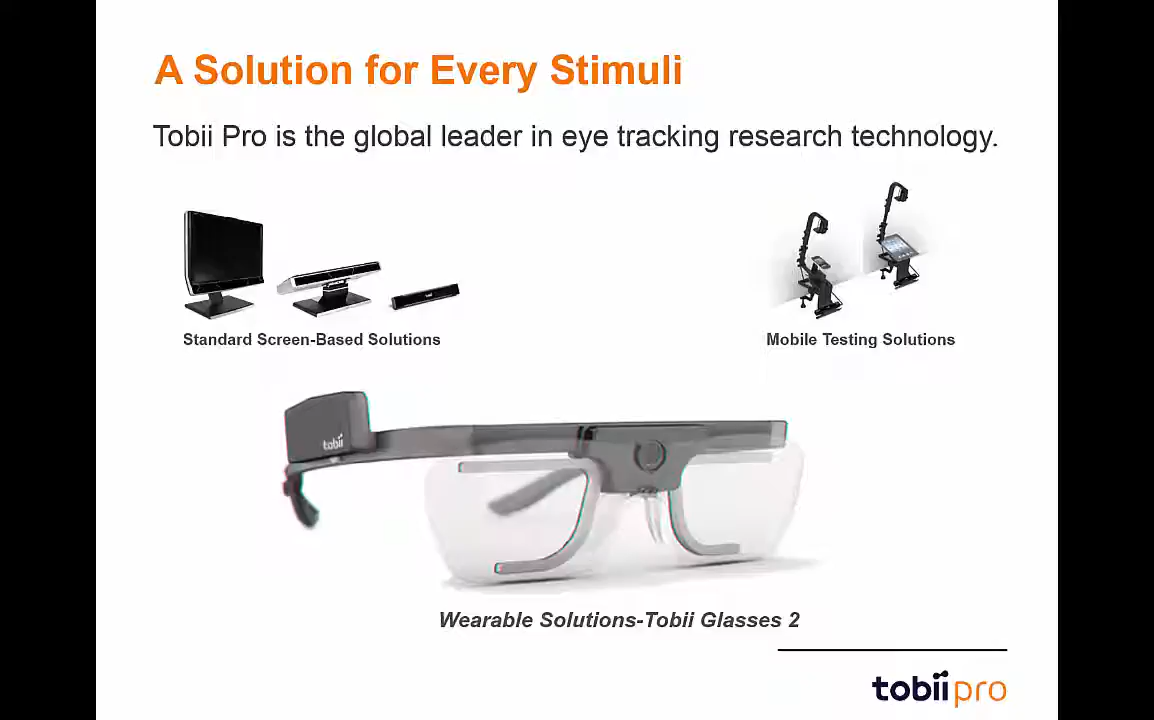 A Solution for Every Stimuli
Tobii Pro is the global leader in eye tracking research technology.
Standard Screen-Based Solutions
Mobile Testing Solutions
tobii
Wearable Solutions-Tobii Glasses 2
tobii pro